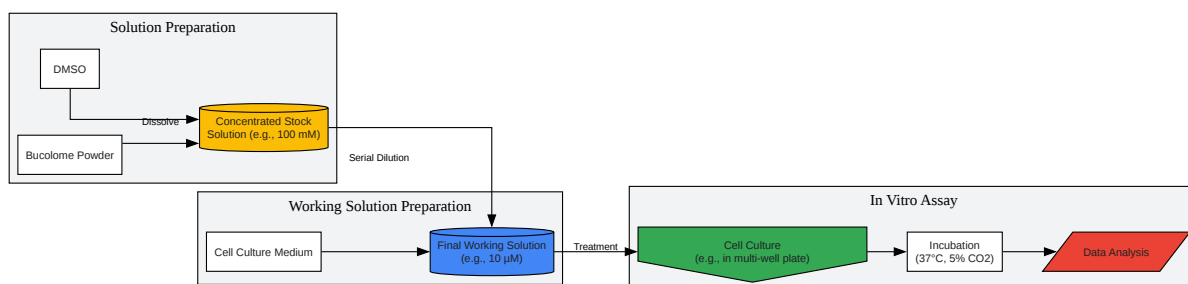 Solution Preparation
DMSO
Dissolve
Concentrated Stock
Solution (e.g., 100 mM)
Bucolome Powder
Serial Dilution
Working Solution Preparation
Cell Culture Medium
Final Working Solution
(e.g., 10 µM)
Treatment
In Vitro Assay
Cell Culture
(e.g., in multi-well plate)
Incubation
(37°C, 5% CO2)
Data Analysis